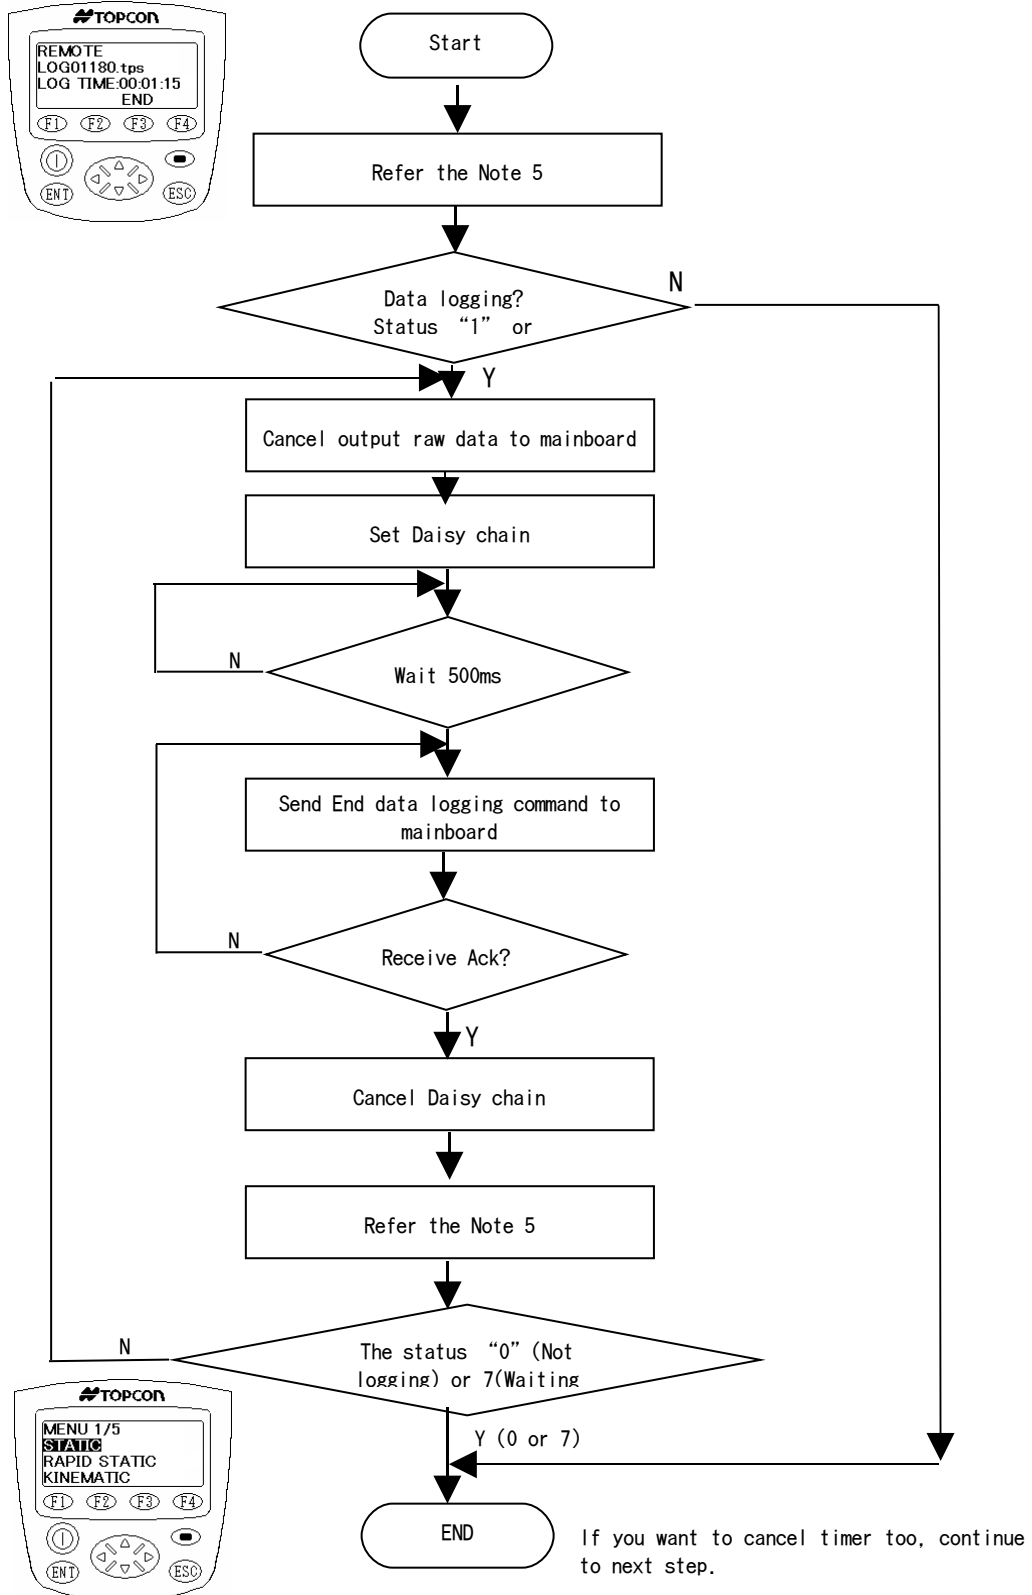 TOPCON
REMOTE
LOG01180.tps
LOG TIME:00:01:15
END
F1 F2 F3 F4
ENT ESC
Start
Refer the Note 5
Data logging?
Status “1” or
N
Y
Cancel output raw data to mainboard
Set Daisy chain
Wait 500ms
N
Send End data logging command to
mainboard
Receive Ack?
N
Y
Cancel Daisy chain
Refer the Note 5
The status “0”(Not
logging) or 7(Waiting
N
Y (0 or 7)
END
If you want to cancel timer too, continue
to next step.
TOPCON
MENU 1/5
STATIC
RAPID STATIC
KINEMATIC
F1 F2 F3 F4
ENT ESC